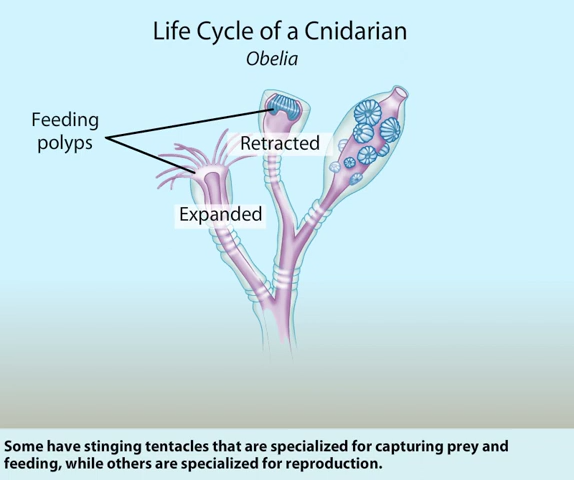 Life Cycle of a Cnidarian
Obelia
Feeding
polyps
Retracted
Expanded
Some have stinging tentacles that are specialized for capturing prey and
feeding, while others are specialized for reproduction.